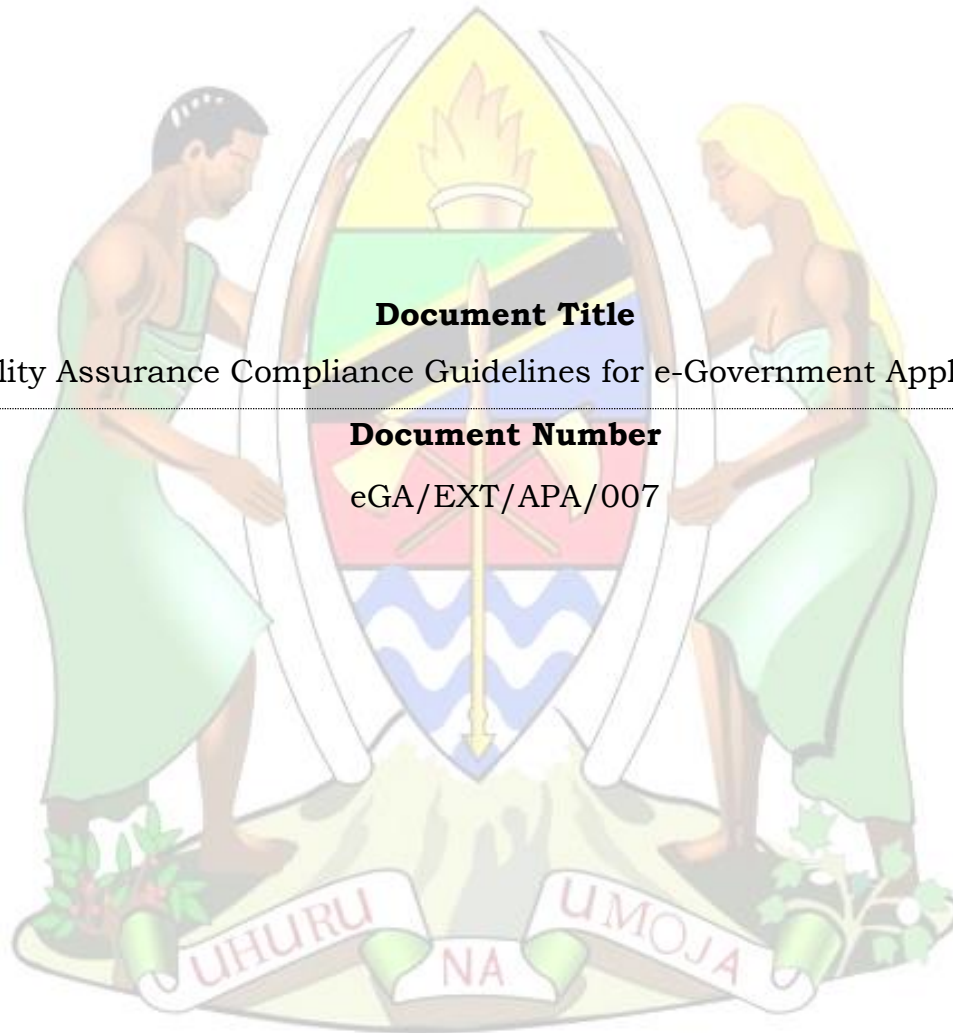 Document Title
lity Assurance Compliance Guidelines for e-Government Appl
Document Number
eGA/EXT/APA/007
UHURU NA UMOJA